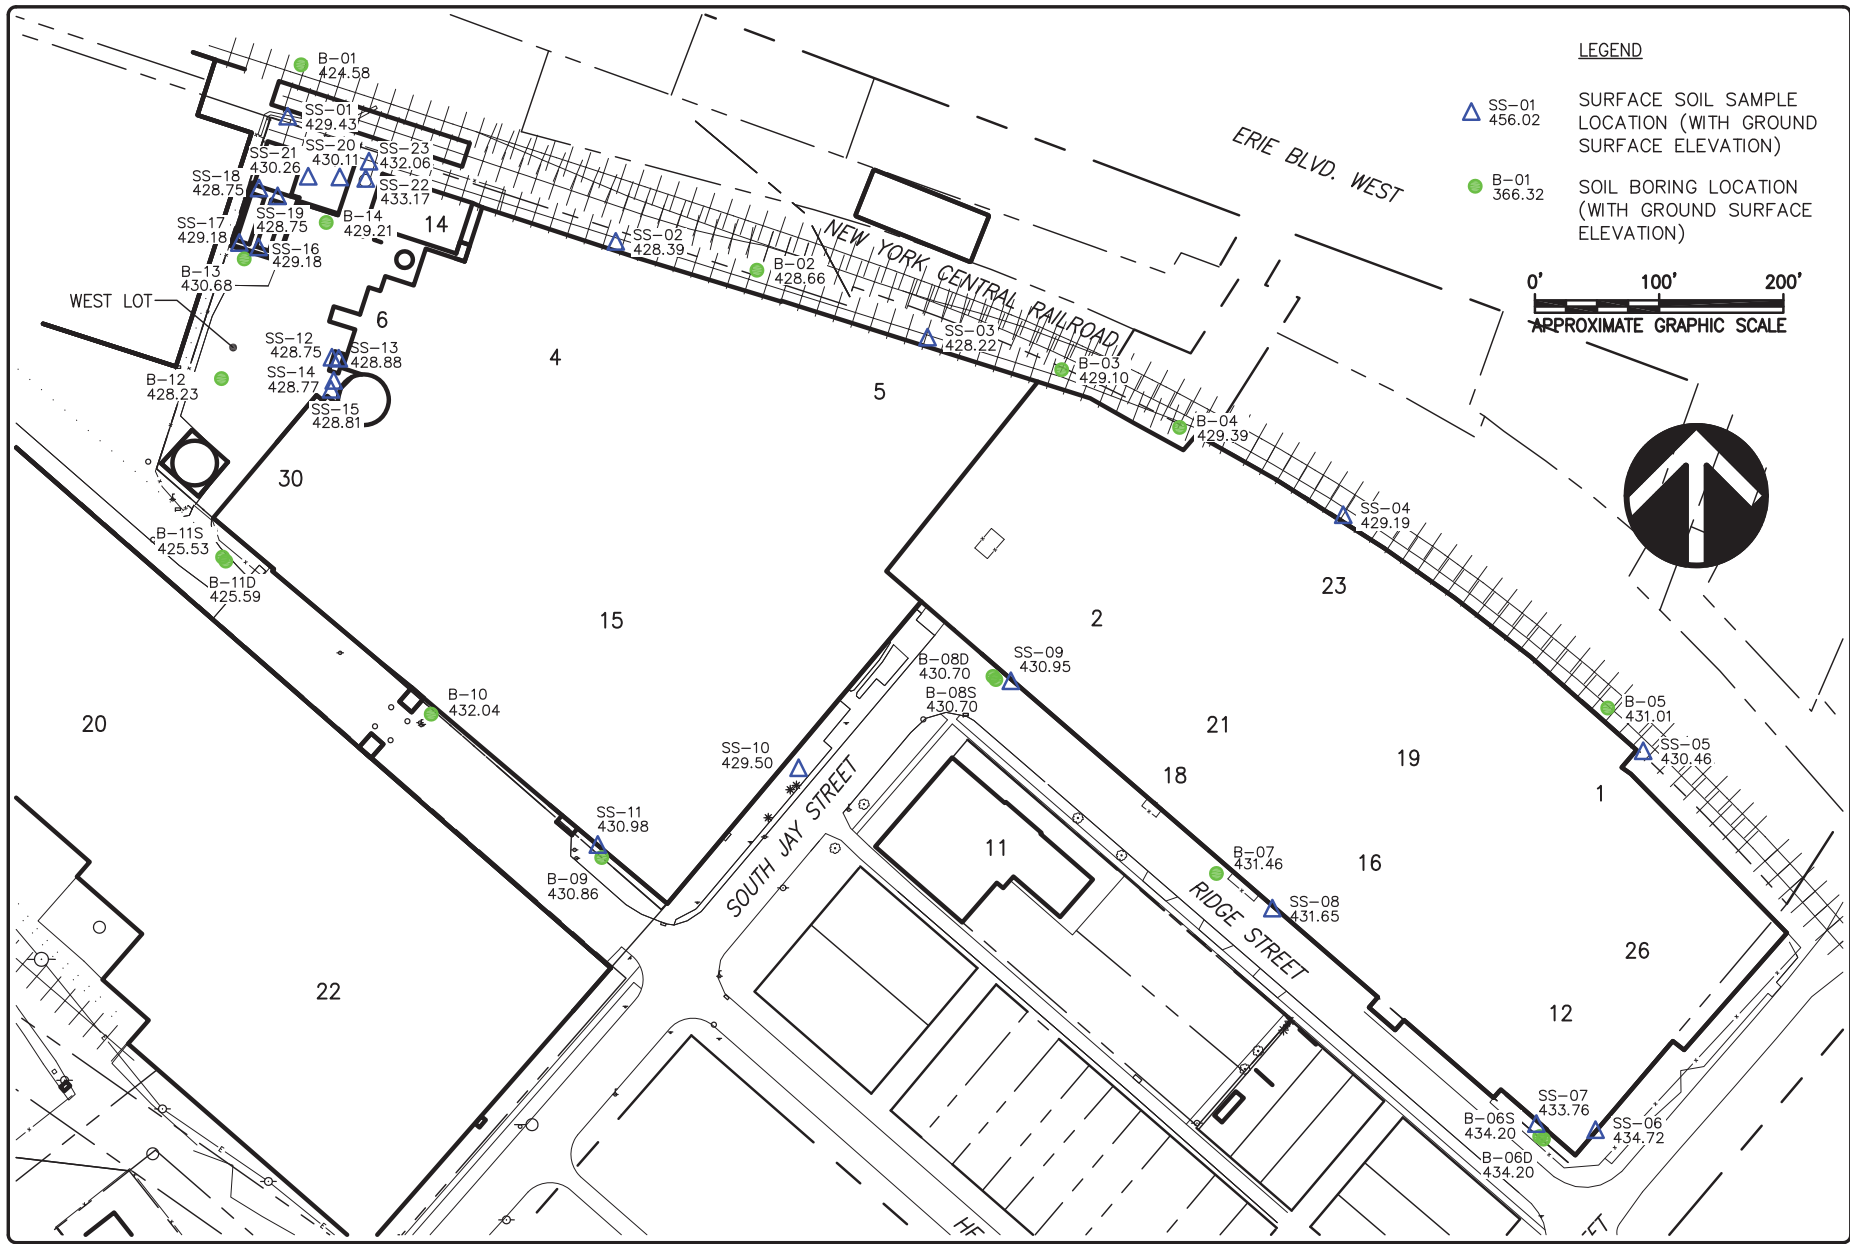 LEGEND
SS-01
456.02
SURFACE SOIL SAMPLE
LOCATION (WITH GROUND
SURFACE ELEVATION)
B-01
366.32
SOIL BORING LOCATION
(WITH GROUND SURFACE
ELEVATION)
0' 100' 200'
APPROXIMATE GRAPHIC SCALE
ERIE BLVD. WEST
NEW YORK CENTRAL RAILROAD
B-01
424.58
SS-01
429.43
SS-20
430.11
SS-21
430.26
SS-23
432.06
SS-22
433.17
SS-18
428.75
SS-19
428.75
B-14
429.21
14
SS-17
429.18
SS-16
429.18
B-13
430.68
WEST LOT
6
SS-02
428.39
B-02
428.66
SS-03
428.22
B-03
429.10
B-04
429.39
SS-12
428.75
SS-13
428.88
SS-14
428.77
SS-15
428.81
B-12
428.23
4
5
30
SS-04
429.19
23
B-11S
425.53
B-11D
425.59
15
2
B-08D
430.70
SS-09
430.95
B-08S
430.70
B-10
432.04
20
21
19
18
B-05
431.01
SS-05
430.46
1
SS-10
429.50
SOUTH JAY STREET
SS-11
430.98
B-09
430.86
11
B-07
431.46
16
SS-08
431.65
RIDGE STREET
26
22
12
SS-07
433.76
B-06S
434.20
SS-06
434.72
B-06D
434.20
HE
ET